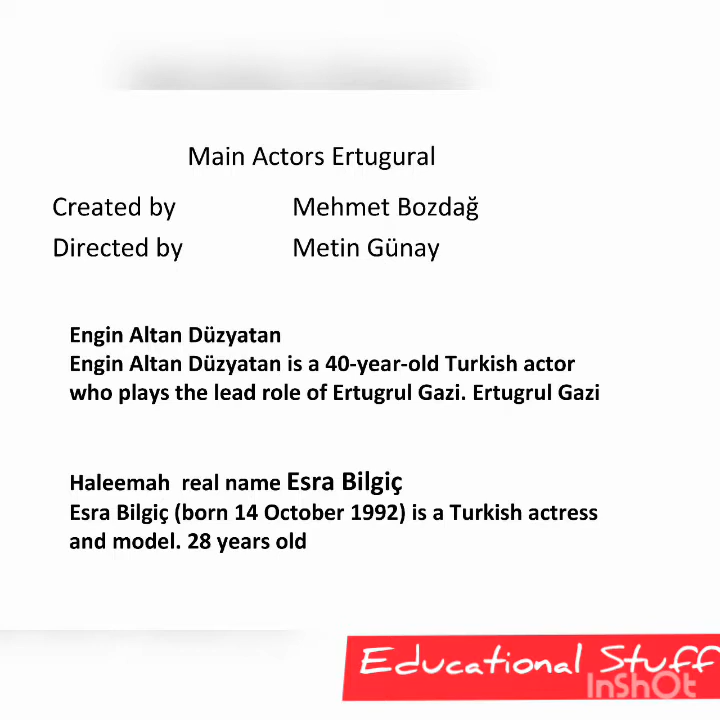 Main Actors Ertugural
Created by Mehmet Bozdağ
Directed by Metin Günay
Engin Altan Düzyatan
Engin Altan Düzyatan is a 40-year-old Turkish actor
who plays the lead role of Ertugrul Gazi. Ertugrul Gazi
Haleemah real name Esra Bilgiç
Esra Bilgiç (born 14 October 1992) is a Turkish actress
and model. 28 years old
Educational Stuff
InShOt